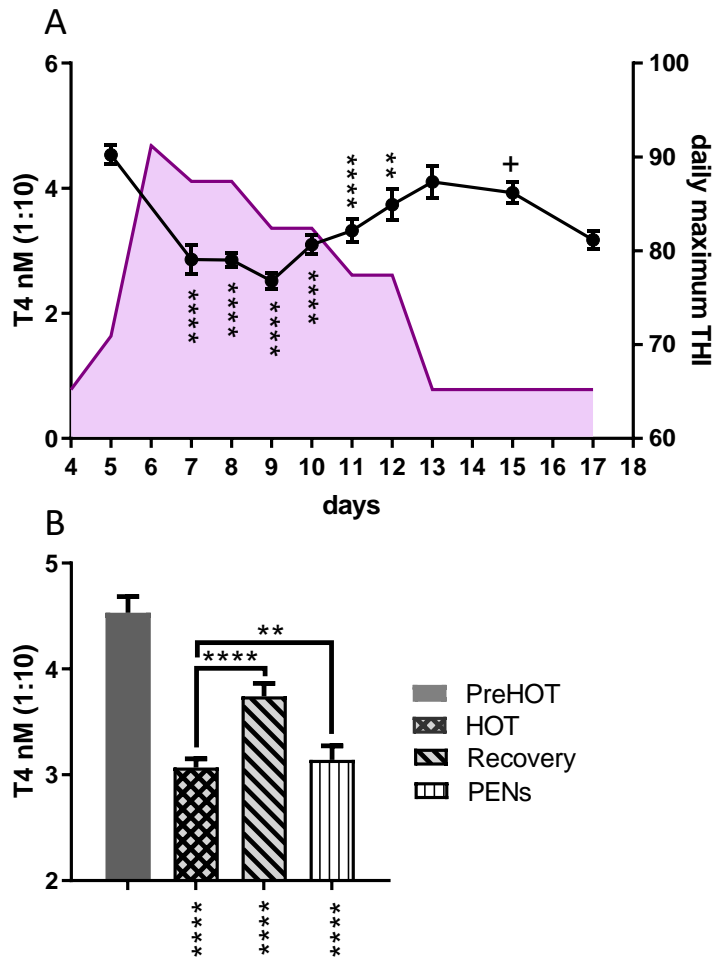 A
6
4
2
0
T4 nM (1:10)
100
90
80
70
60
daily maximum THI
****
****
****
****
****
**
+
4 5 6 7 8 9 10 11 12 13 15 17 18
days
B
5
4
3
2
T4 nM (1:10)
**
****
****
****
****
PreHOT
HOT
Recovery
PENs